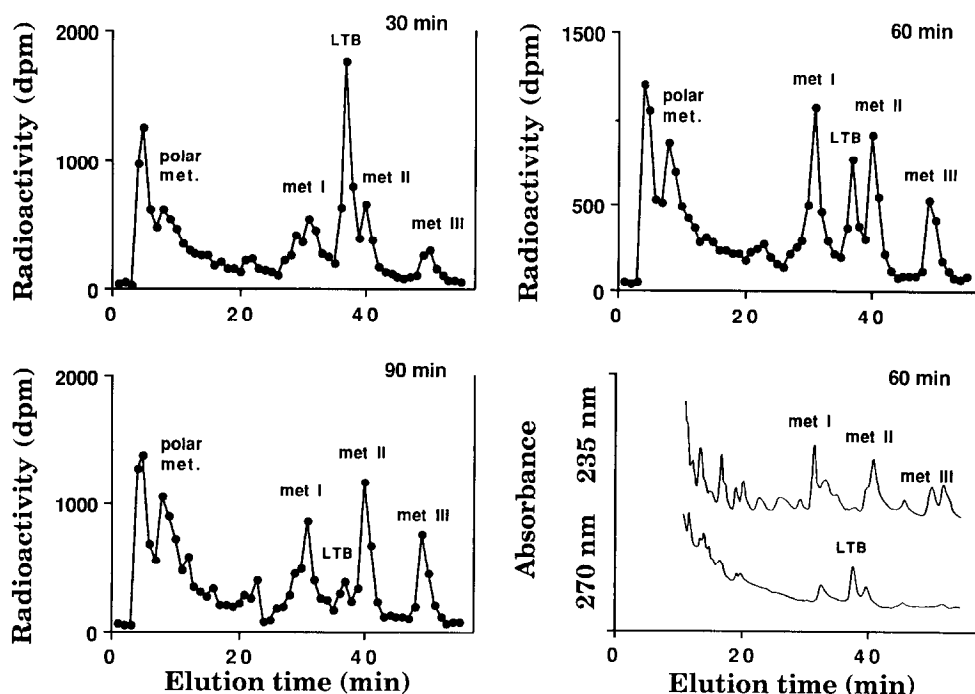 30 min
Radioactivity (dpm)
2000
1000
0
0
20
40
polar
met.
met I
LTB
met II
met III
60 min
Radioactivity (dpm)
1500
1000
500
0
0
20
40
polar
met.
met I
LTB
met II
met III
90 min
Radioactivity (dpm)
2000
1000
0
0
20
40
Elution time (min)
polar
met.
met I
LTB
met II
met III
60 min
Absorbance
235 nm
270 nm
0
20
40
Elution time (min)
met I
met II
met III
LTB